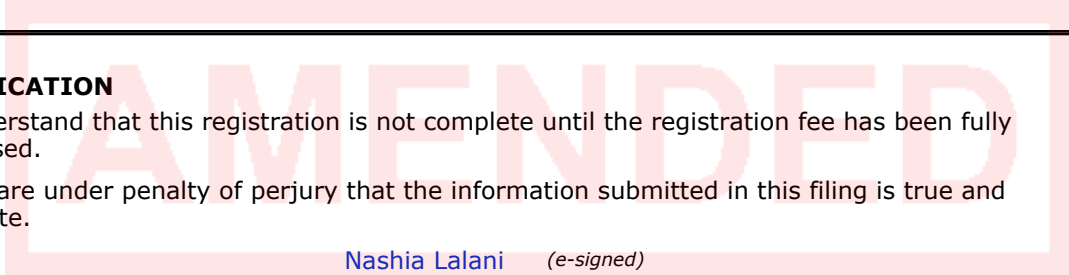 AMENDED
ICATION
erstand that this registration is not complete until the registration fee has been fully
sed.
are under penalty of perjury that the information submitted in this filing is true and
te.
Nashia Lalani (e-signed)